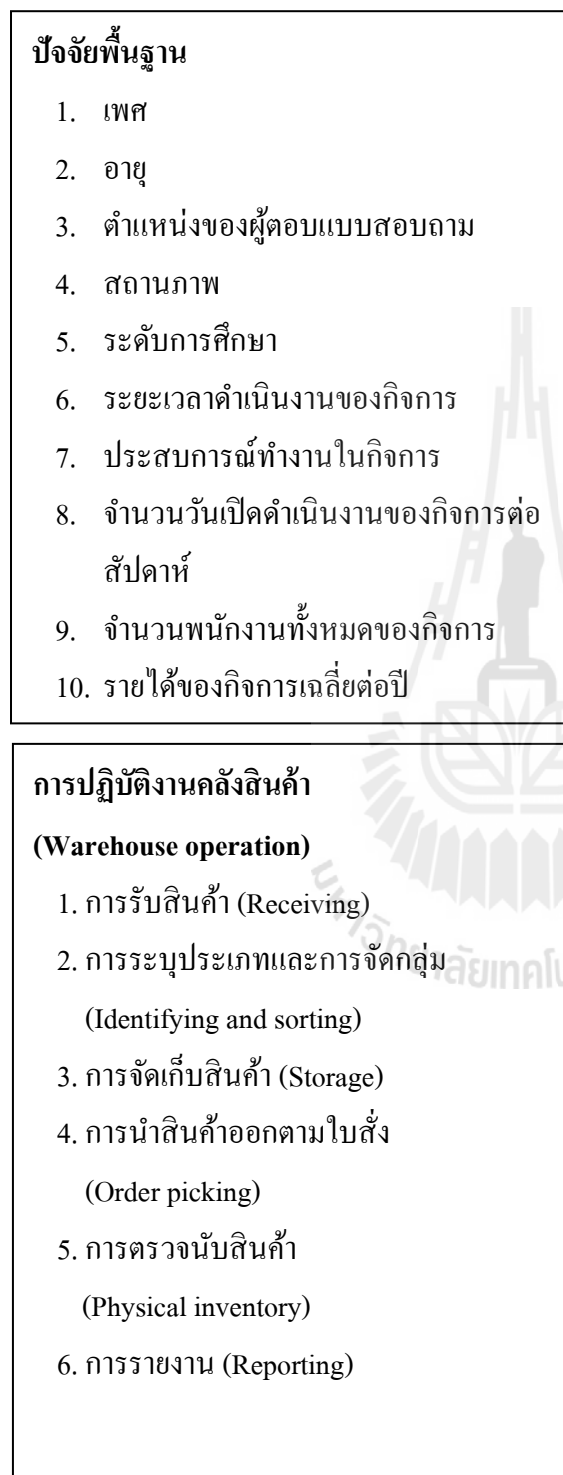 ปัจจัยพื้นฐาน
1. เพศ
2. อายุ
3. ตำแหน่งของผู้ตอบแบบสอบถาม
4. สถานภาพ
5. ระดับการศึกษา
6. ระยะเวลาดำเนินงานของกิจการ
7. ประสบการณ์ทำงานในกิจการ
8. จำนวนวันเปิดดำเนินงานของกิจการต่อ
สัปดาห์
9. จำนวนพนักงานทั้งหมดของกิจการ
10. รายได้ของกิจการเฉลี่ยต่อปี
การปฏิบัติงานคลังสินค้า
(Warehouse operation)
1. การรับสินค้า (Receiving)
2. การระบุประเภทและการจัดกลุ่ม
(Identifying and sorting)
3. การจัดเก็บสินค้า (Storage)
4. การนำสินค้าออกตามใบสั่ง
(Order picking)
5. การตรวจนับสินค้า
(Physical inventory)
6. การรายงาน (Reporting)